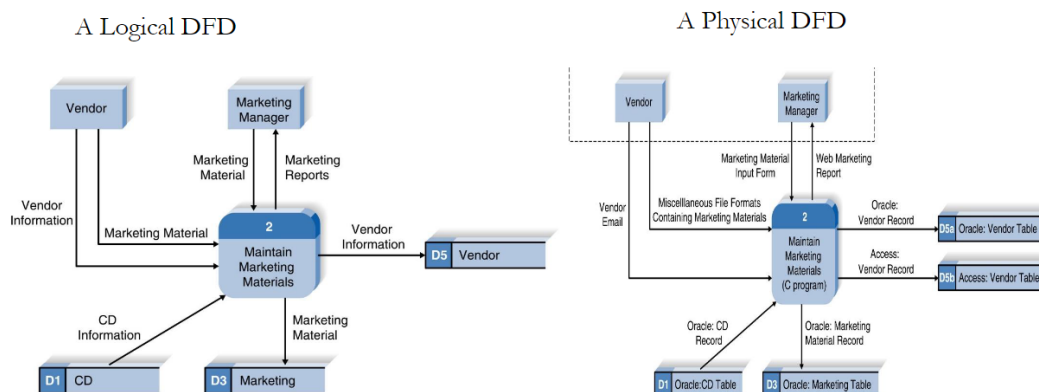 A Logical DFD
Vendor
Marketing
Manager
Marketing
Material
Marketing
Reports
Vendor
Information
Marketing Material
2
Maintain
Marketing
Materials
Vendor
Information
D5 Vendor
CD
Information
Marketing
Material
D1 CD
D3 Marketing
A Physical DFD
Vendor
Marketing
Manager
Marketing Material
Input Form
Web Marketing
Report
Vendor
Email
Miscelllaneous File Formats
Containing Marketing Materials
2
Maintain
Marketing
Materials
(C program)
Oracle:
Vendor Record
D5a Oracle: Vendor Table
Access:
Vendor Record
D5b Access: Vendor Table
Oracle: CD
Record
Oracle: Marketing
Material Record
D1 Oracle:CD Table
D3 Oracle: Marketing Table